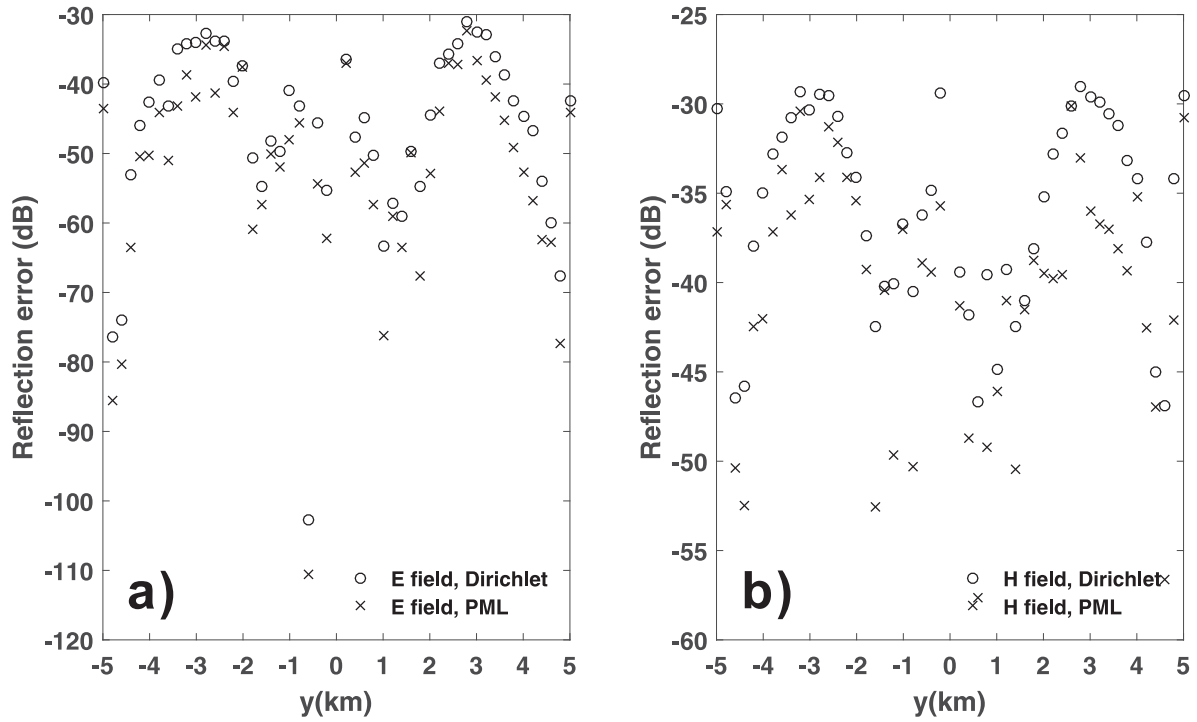 -30
-40
-50
-60
-70
-80
-90
-100
-110
-120
Reflection error (dB)
a)
E field, Dirichlet
E field, PML
-5 -4 -3 -2 -1 0 1 2 3 4 5
y(km)
-25
-30
-35
-40
-45
-50
-55
-60
Reflection error (dB)
b)
H field, Dirichlet
H field, PML
-5 -4 -3 -2 -1 0 1 2 3 4 5
y(km)